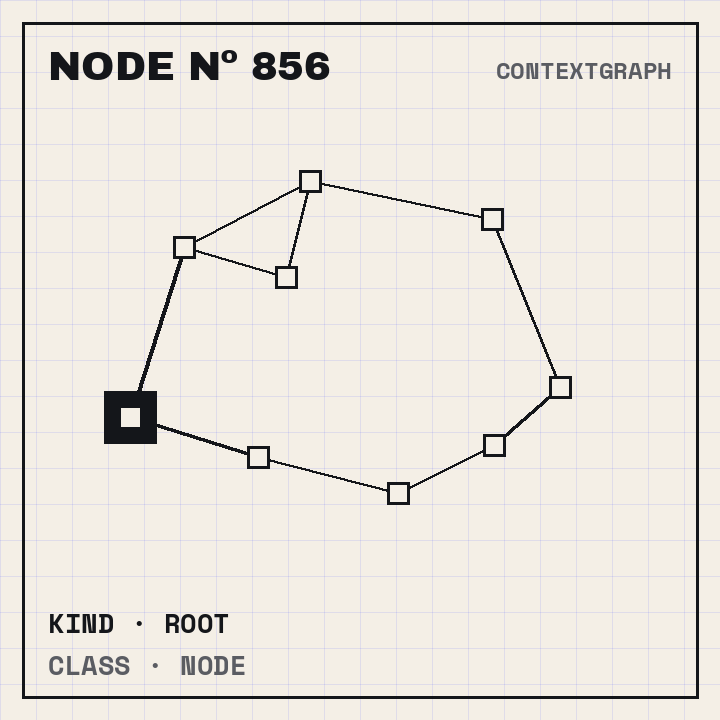 NODE Nº 856
CONTEXTGRAPH
KIND · ROOT
CLASS · NODE